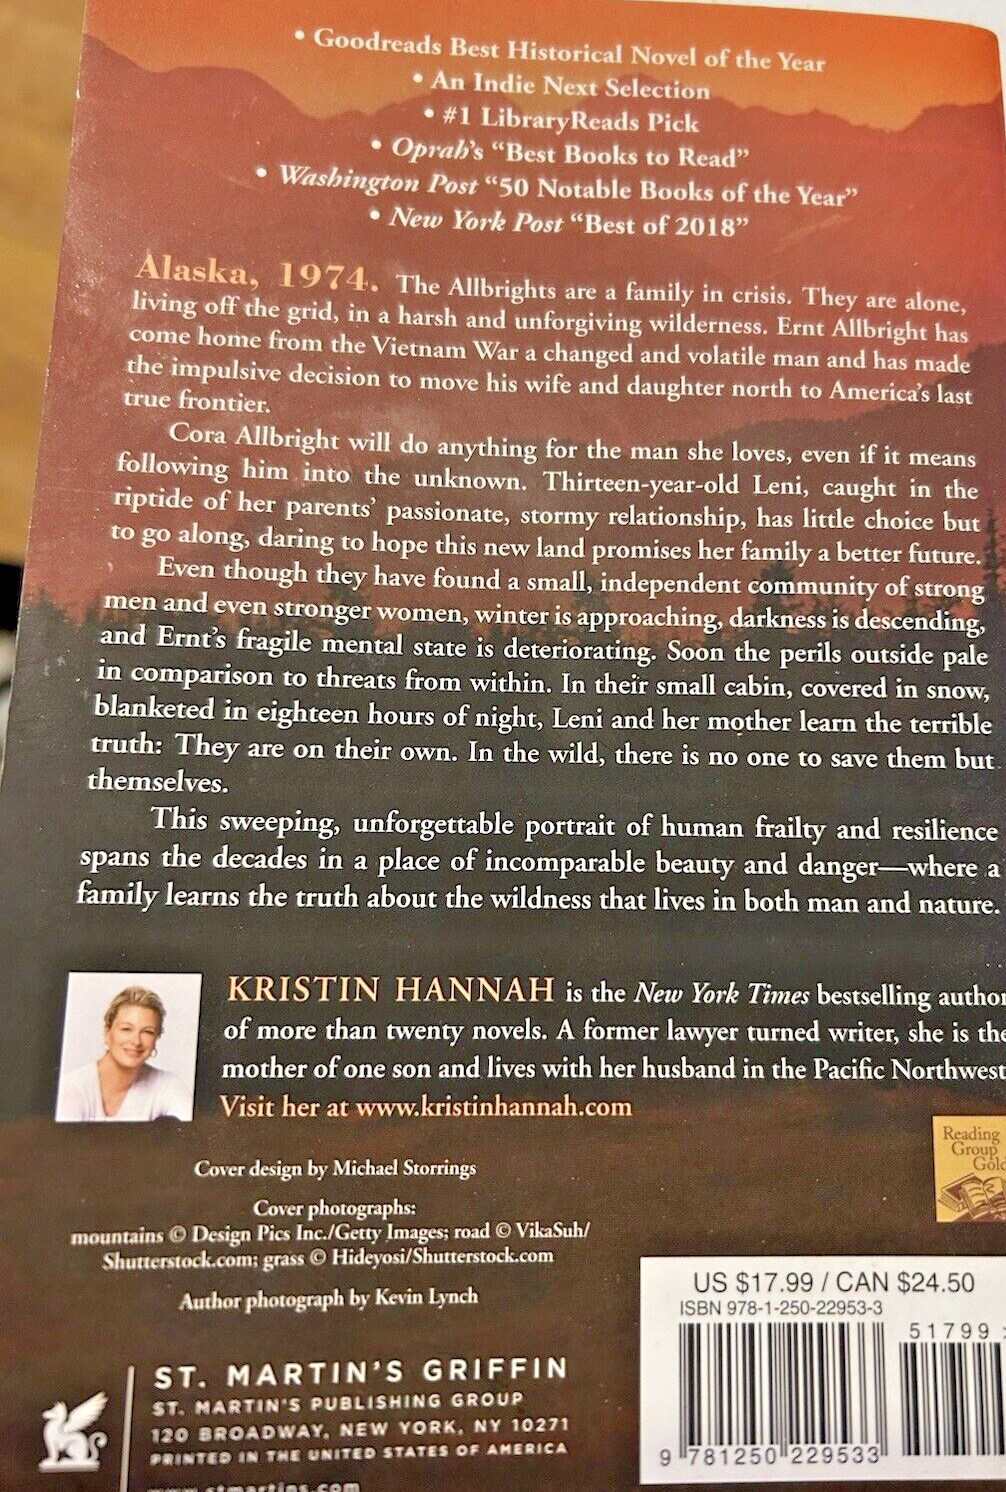 • Goodreads Best Historical Novel of the Year
• An Indie Next Selection
• #1 LibraryReads Pick
• Oprah's “Best Books to Read”
• Washington Post “50 Notable Books of the Year”
• New York Post “Best of 2018”
Alaska, 1974. The Allbrights are a family in crisis. They are alone,
living off the grid, in a harsh and unforgiving wilderness. Ernt Allbright has
come home from the Vietnam War a changed and volatile man and has made
the impulsive decision to move his wife and daughter north to America's last
true frontier.
Cora Allbright will do anything for the man she loves, even if it means
following him into the unknown. Thirteen-year-old Leni, caught in the
riptide of her parents' passionate, stormy relationship, has little choice but
to go along, daring to hope this new land promises her family a better future.
Even though they have found a small, independent community of strong
men and even stronger women, winter is approaching, darkness is descending,
and Ernt's fragile mental state is deteriorating. Soon the perils outside pale
in comparison to threats from within. In their small cabin, covered in snow,
blanketed in eighteen hours of night, Leni and her mother learn the terrible
truth: They are on their own. In the wild, there is no one to save them but
themselves.
This sweeping, unforgettable portrait of human frailty and resilience
spans the decades in a place of incomparable beauty and danger—where a
family learns the truth about the wildness that lives in both man and nature.
KRISTIN HANNAH is the New York Times bestselling author
of more than twenty novels. A former lawyer turned writer, she is the
mother of one son and lives with her husband in the Pacific Northwest
Visit her at www.kristinhannah.com
Reading
Group
Gold
Cover design by Michael Storrings
Cover photographs:
mountains © Design Pics Inc./Getty Images; road © VikaSuh/
Shutterstock.com; grass © Hideyosi/Shutterstock.com
Author photograph by Kevin Lynch
US $17.99 / CAN $24.50
ISBN 978-1-250-22953-3
51799
9 781250 229533
ST. MARTIN'S GRIFFIN
ST. MARTIN'S PUBLISHING GROUP
120 BROADWAY, NEW YORK, NY 10271
PRINTED IN THE UNITED STATES OF AMERICA
www.stmartins.com